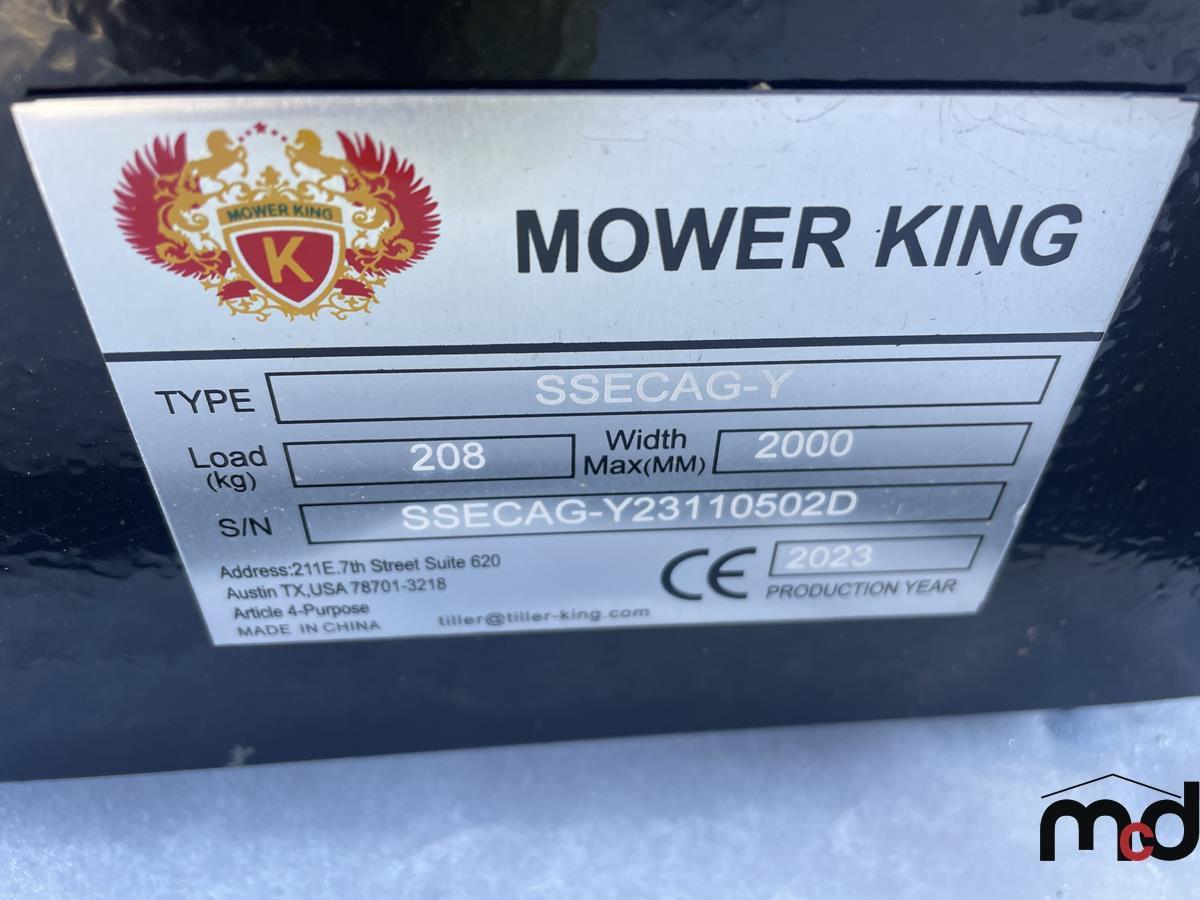 MOWER KING
K
MOWER KING
TYPE SSECAG-Y
Load (kg) 208 Width Max(MM) 2000
S/N SSECAG-Y23110502D
Address:211E.7th Street Suite 620
Austin TX,USA 78701-3218
Article 4-Purpose
MADE IN CHINA
tiller@tiller-king.com
CE 2023
PRODUCTION YEAR
mcd